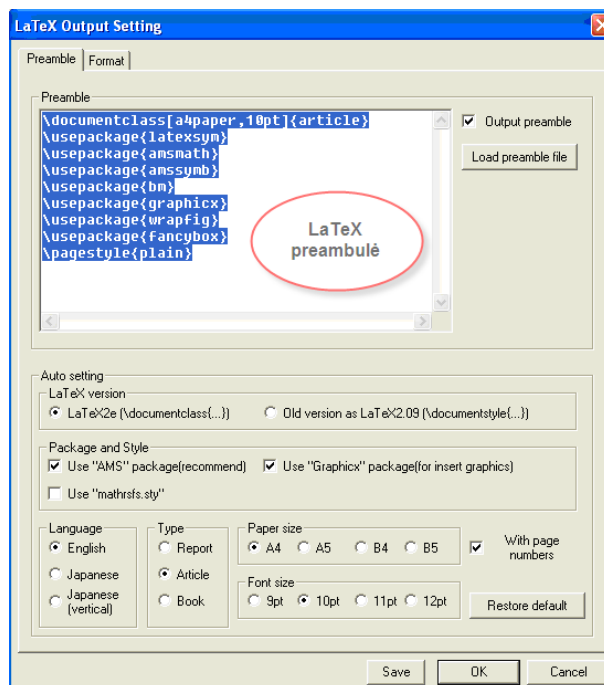 LaTeX Output Setting
Preamble
Format
Preamble
\documentclass[a4paper,10pt]{article}
\usepackage{latexsym}
\usepackage{amsmath}
\usepackage{amssymb}
\usepackage{bm}
\usepackage{graphicx}
\usepackage{wrapfig}
\usepackage{fancybox}
\pagestyle{plain}
LaTeX
preambulė
Output preamble
Load preamble file
Auto setting
LaTeX version
LaTeX2e (\documentclass{...})
Old version as LaTeX2.09 (\documentstyle{...})
Package and Style
Use "AMS" package(recommend)
Use "Graphicx" package(for insert graphics)
Use "mathrsfs.sty"
Language
English
Japanese
Japanese
(vertical)
Type
Report
Article
Book
Paper size
A4
A5
B4
B5
With page
numbers
Font size
9pt
10pt
11pt
12pt
Restore default
Save
OK
Cancel